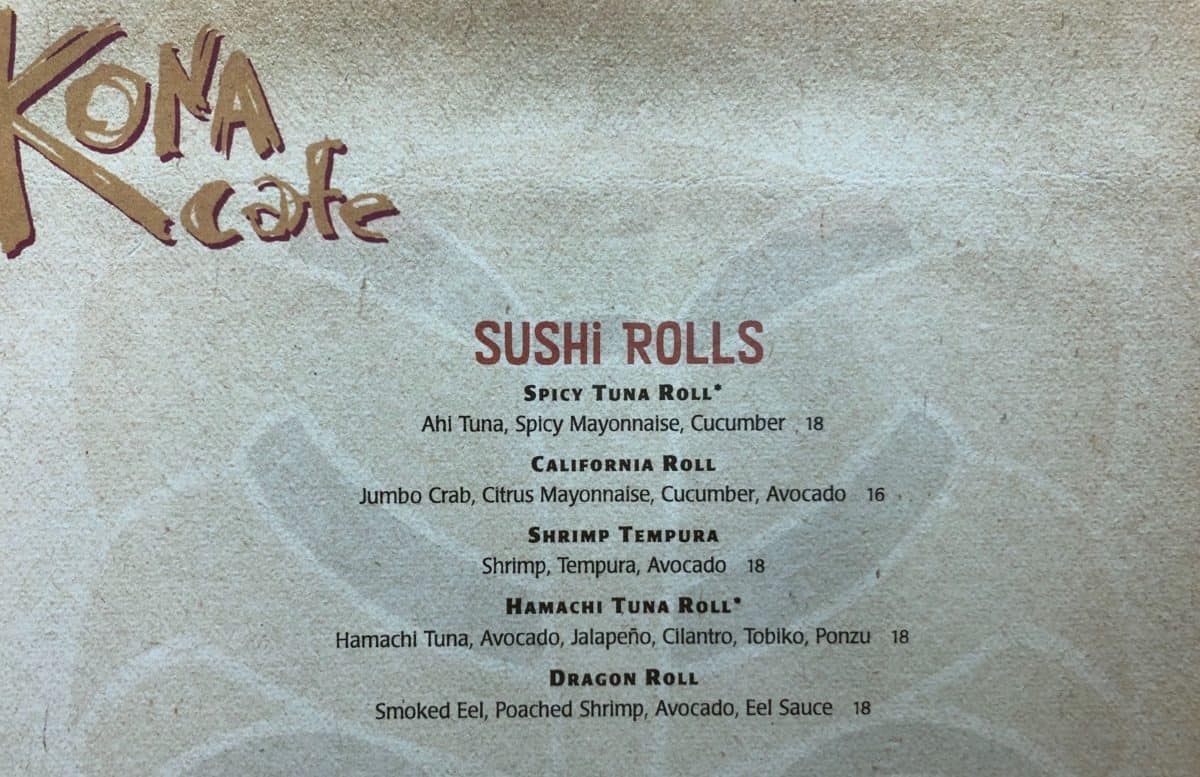 KONA
cafe
SUSHi ROLLS
SPICY TUNA ROLL*
Ahi Tuna, Spicy Mayonnaise, Cucumber 18
CALIFORNIA ROLL
Jumbo Crab, Citrus Mayonnaise, Cucumber, Avocado 16
SHRIMP TEMPURA
Shrimp, Tempura, Avocado 18
HAMACHI TUNA ROLL*
Hamachi Tuna, Avocado, Jalapeño, Cilantro, Tobiko, Ponzu 18
DRAGON ROLL
Smoked Eel, Poached Shrimp, Avocado, Eel Sauce 18